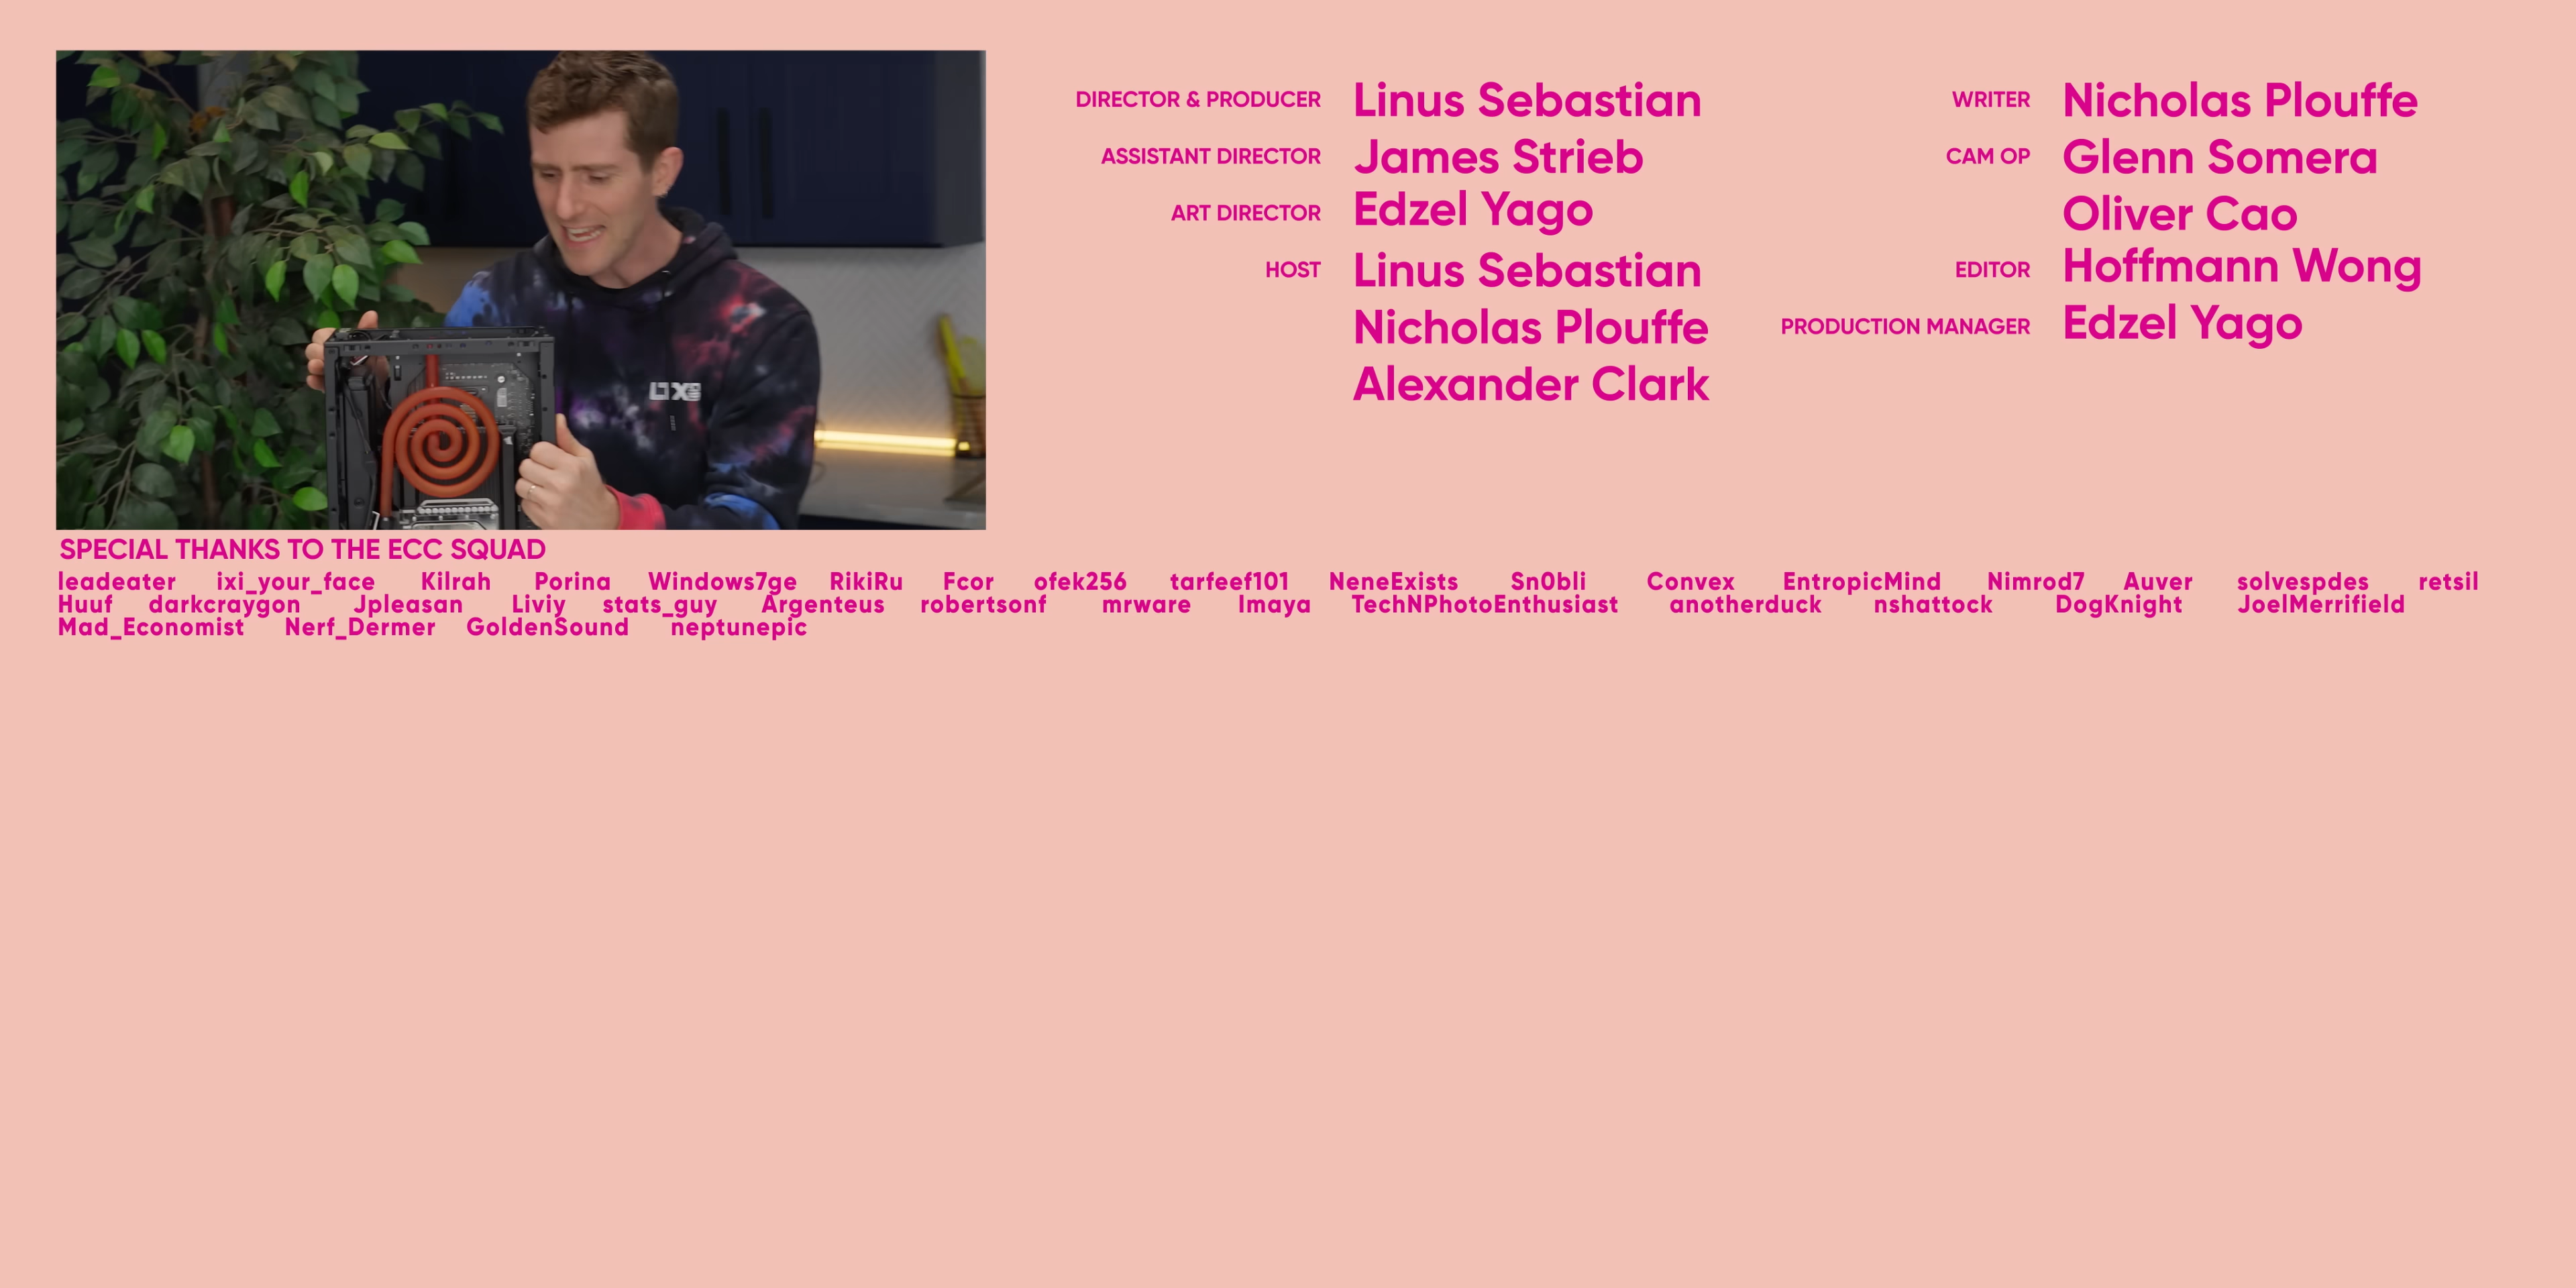 DIRECTOR & PRODUCER Linus Sebastian
ASSISTANT DIRECTOR James Strieb
ART DIRECTOR Edzel Yago
HOST Linus Sebastian
Nicholas Plouffe
Alexander Clark
WRITER Nicholas Plouffe
CAM OP Glenn Somera
Oliver Cao
EDITOR Hoffmann Wong
PRODUCTION MANAGER Edzel Yago
SPECIAL THANKS TO THE ECC SQUAD
leadeater ixi_your_face Kilrah Porina Windows7ge RikiRu Fcor ofek256 tarfeef101 NeneExists Sn0bli Convex EntropicMind Nimrod7 Auver solvespdes retsil
Huuf darkcraygon Jpleasan Liviy stats_guy Argenteus robertsonf mrware Imaya TechNPhotoEnthusiast anotherduck nshattock DogKnight JoelMerrifield
Mad_Economist Nerf_Dermer GoldenSound neptunepic